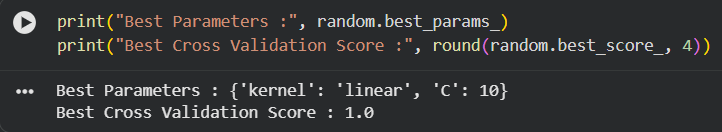 print("Best Parameters :", random.best_params_)
print("Best Cross Validation Score :", round(random.best_score_, 4))
Best Parameters : {'kernel': 'linear', 'C': 10}
Best Cross Validation Score : 1.0